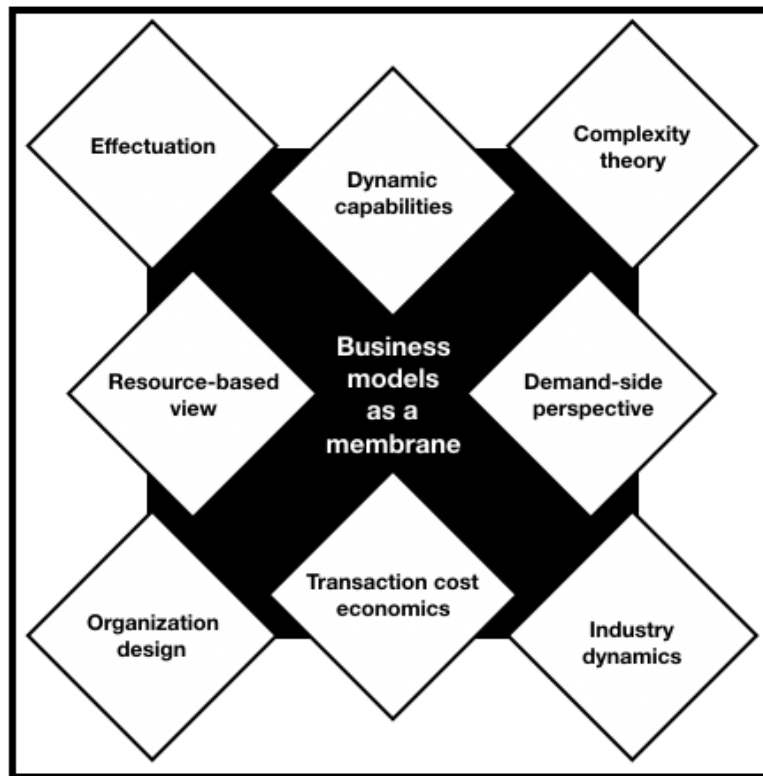 Effectuation
Complexity
theory
Dynamic
capabilities
Business
models
as a
membrane
Resource-based
view
Demand-side
perspective
Transaction cost
economics
Organization
design
Industry
dynamics